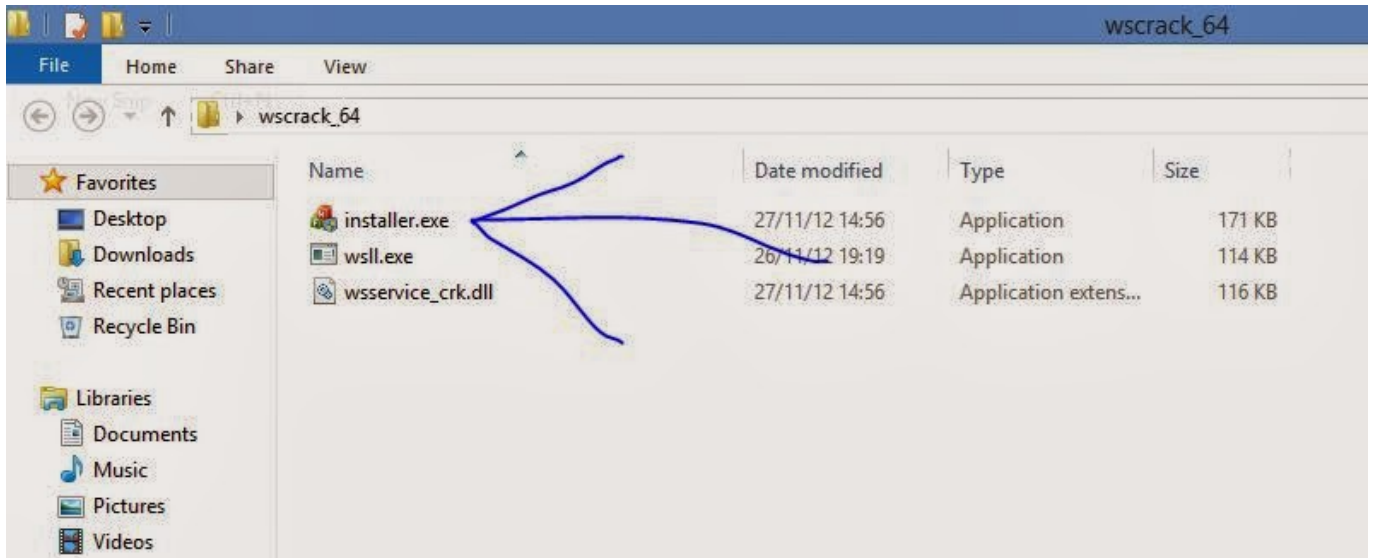 wscrack_64
File Home Share View
wscrack_64
Favorites
Desktop
Downloads
Recent places
Recycle Bin
Libraries
Documents
Music
Pictures
Videos
Name Date modified Type Size
installer.exe 27/11/12 14:56 Application 171 KB
wsll.exe 26/11/12 19:19 Application 114 KB
wsservice_crk.dll 27/11/12 14:56 Application extens... 116 KB